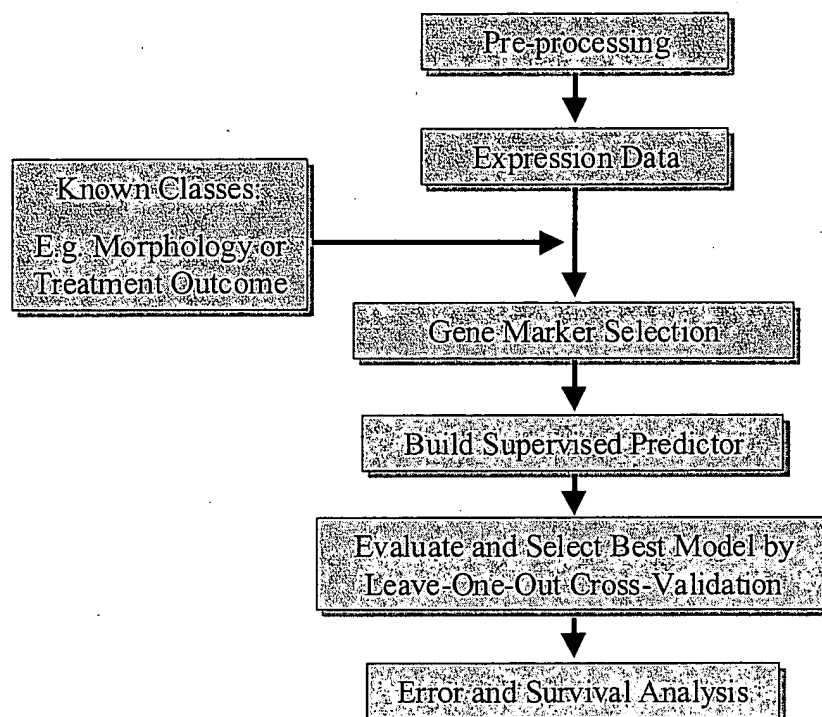 Pre-processing
Expression Data
Known Classes:
E.g. Morphology or
Treatment Outcome
Gene Marker Selection
Build Supervised Predictor
Evaluate and Select Best Model by
Leave-One-Out Cross-Validation
Error and Survival Analysis